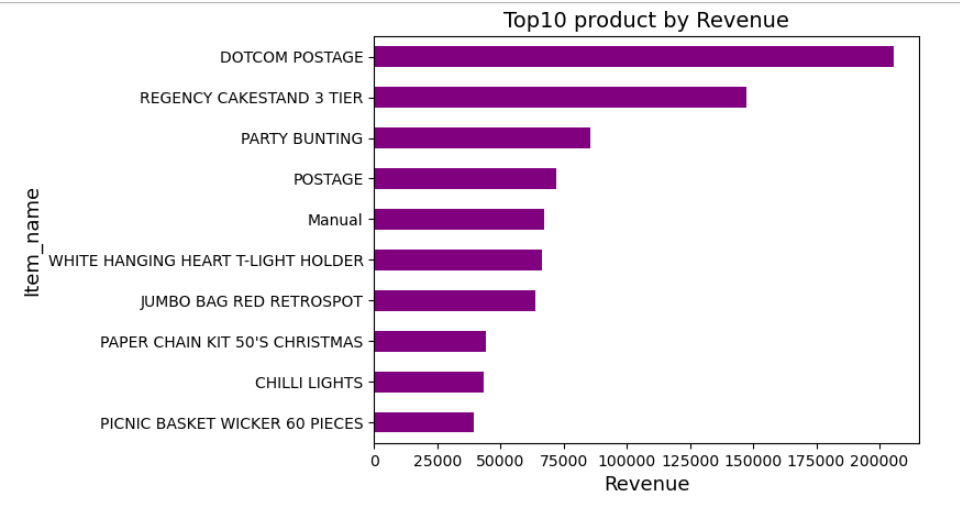 Top10 product by Revenue
DOTCOM POSTAGE
REGENCY CAKESTAND 3 TIER
PARTY BUNTING
POSTAGE
Manual
WHITE HANGING HEART T-LIGHT HOLDER
JUMBO BAG RED RETROSPOT
PAPER CHAIN KIT 50'S CHRISTMAS
CHILLI LIGHTS
PICNIC BASKET WICKER 60 PIECES
Item_name
0 25000 50000 75000 100000 125000 150000 175000 200000
Revenue